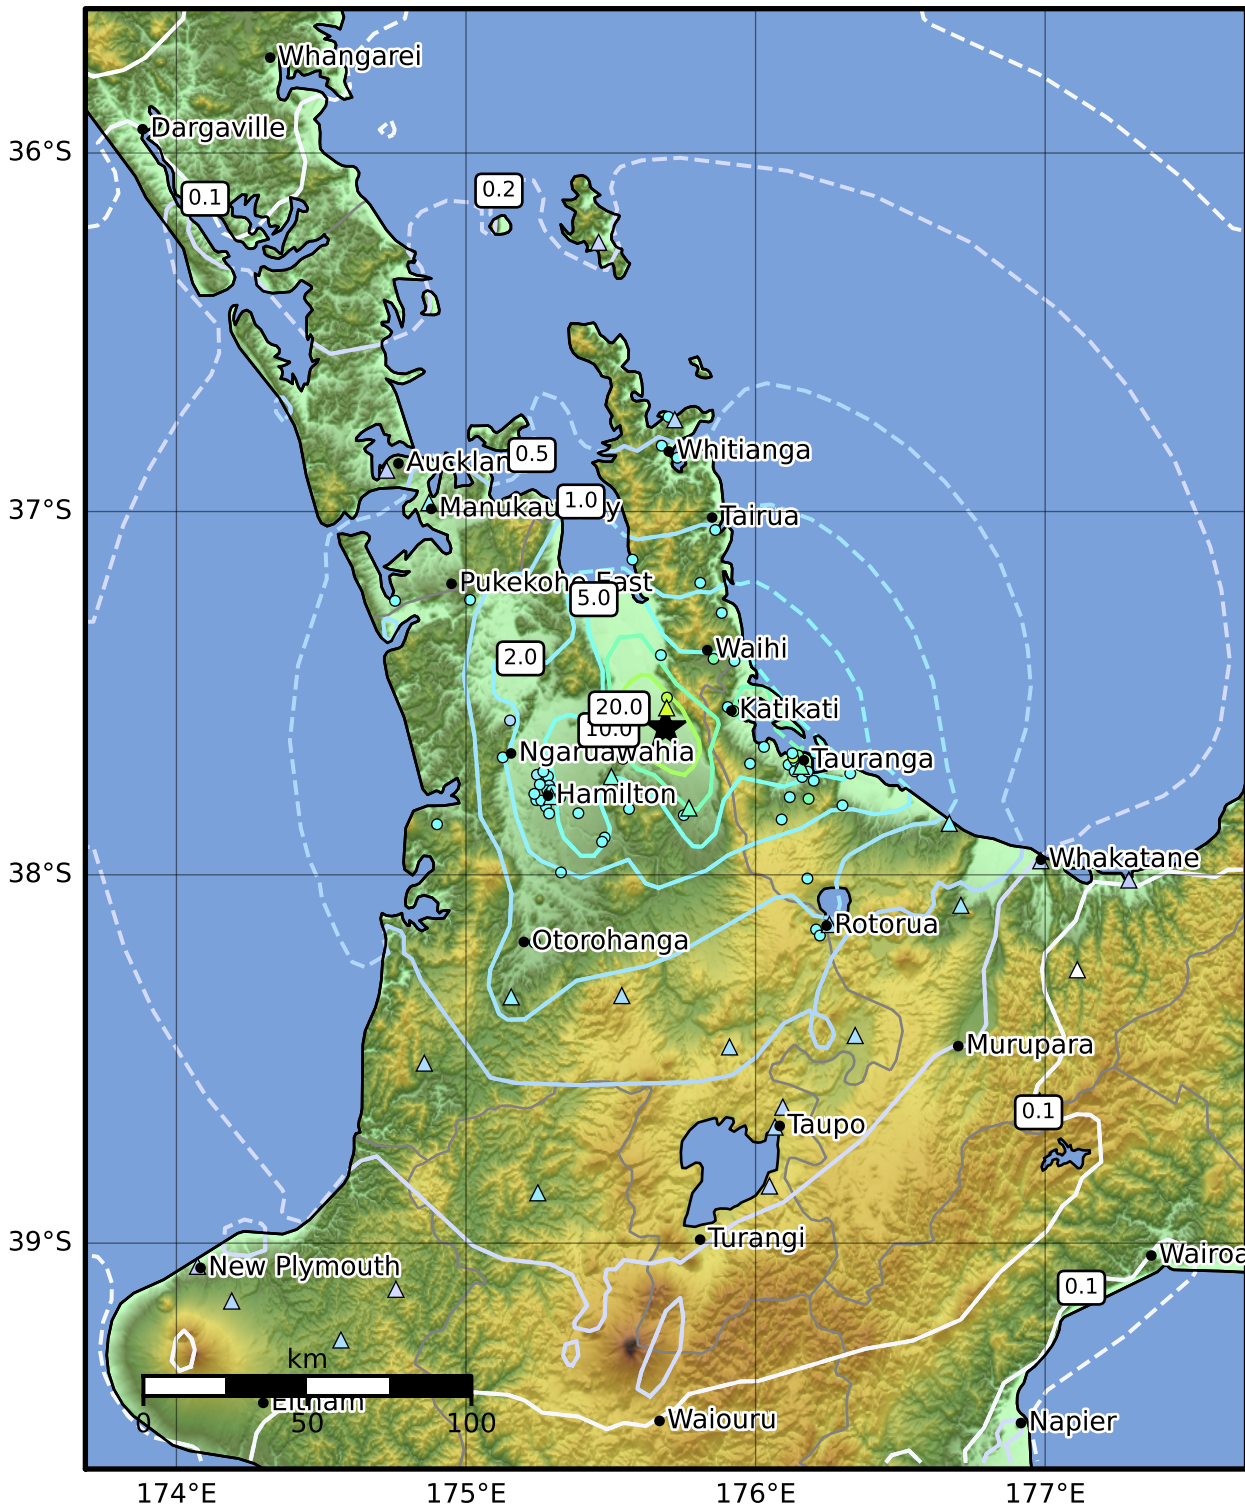 Whangarei
Dargaville
36°S
0.1
0.2
Whitianga
0.5
Aucklan
1.0
Manukau
y
37°S
Tairua
Pukekohe East
5.0
Waihi
2.0
20.0
Katikati
10.0
Ngaruawahia
Tauranga
Hamilton
Whakatane
38°S
Rotorua
Otorohanga
Murupara
0.1
Taupo
39°S
Turangi
Wairoa
New Plymouth
0.1
km
Eltham
0 50 100
Waiouru
Napier
174°E 175°E 176°E 177°E